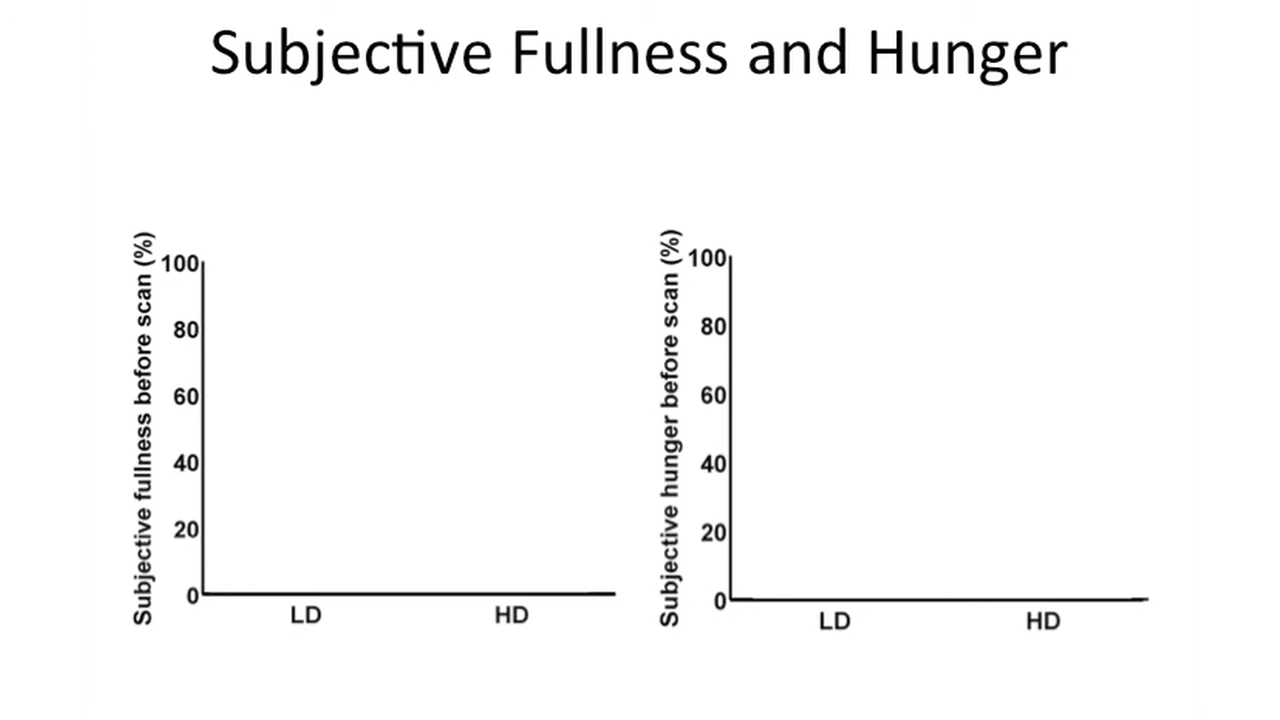 Subjective Fullness and Hunger
Subjective fullness before scan (%)
100
80
60
40
20
0
LD HD
Subjective hunger before scan (%)
100
80
60
40
20
0
LD HD